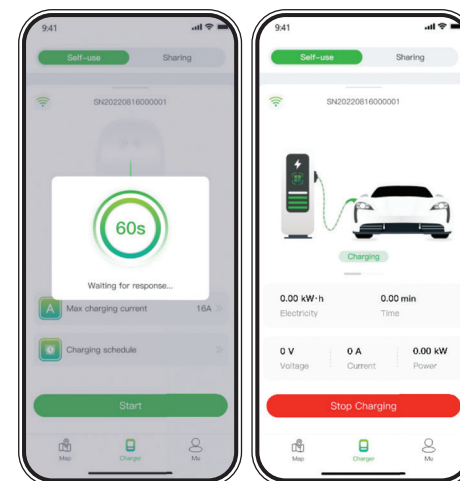 9:41
Self-use Sharing
SN20220816000001
60s
Waiting for response...
A Max charging current 16A
Charging schedule
Start
Map Charger Me
9:41
Self-use Sharing
SN20220816000001
Charging
0.00 kW·h 0.00 min
Electricity Time
0 V 0 A 0.00 kW
Voltage Current Power
Stop Charging
Map Charger Me